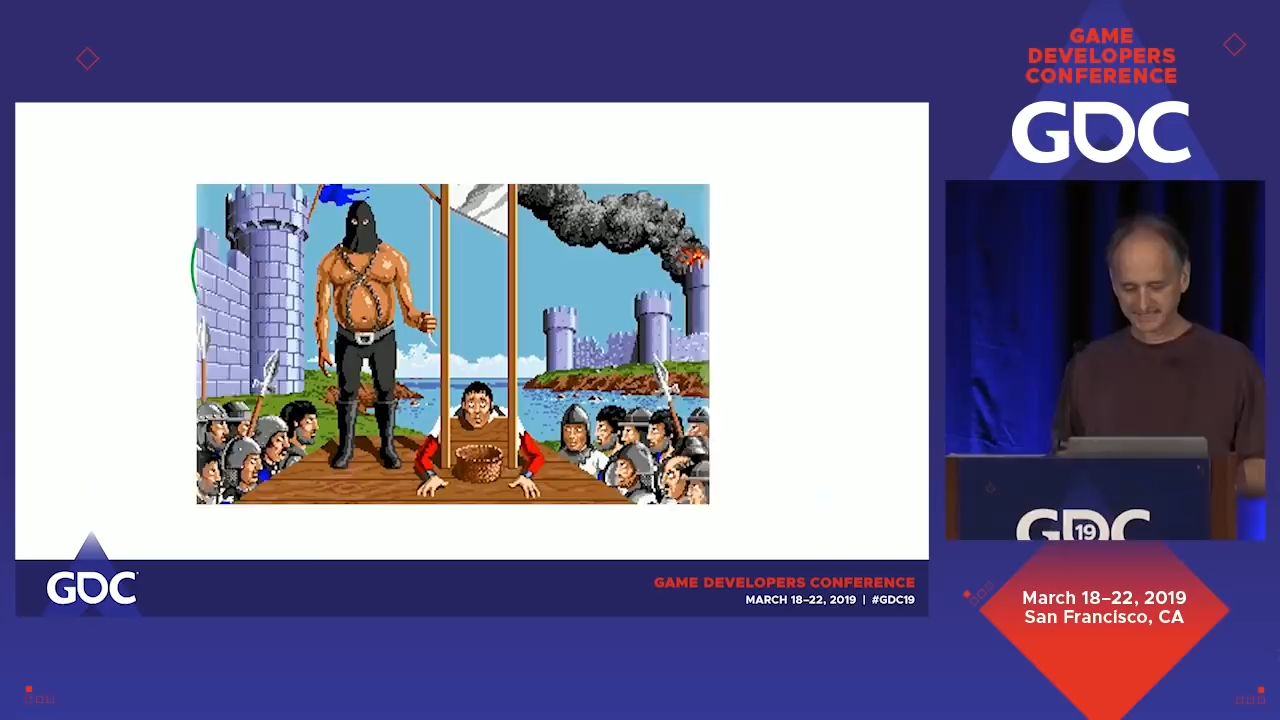 GAME
DEVELOPERS
CONFERENCE
GDC
GDC
19
GDC
GAME DEVELOPERS CONFERENCE
MARCH 18–22, 2019 | #GDC19
March 18–22, 2019
San Francisco, CA